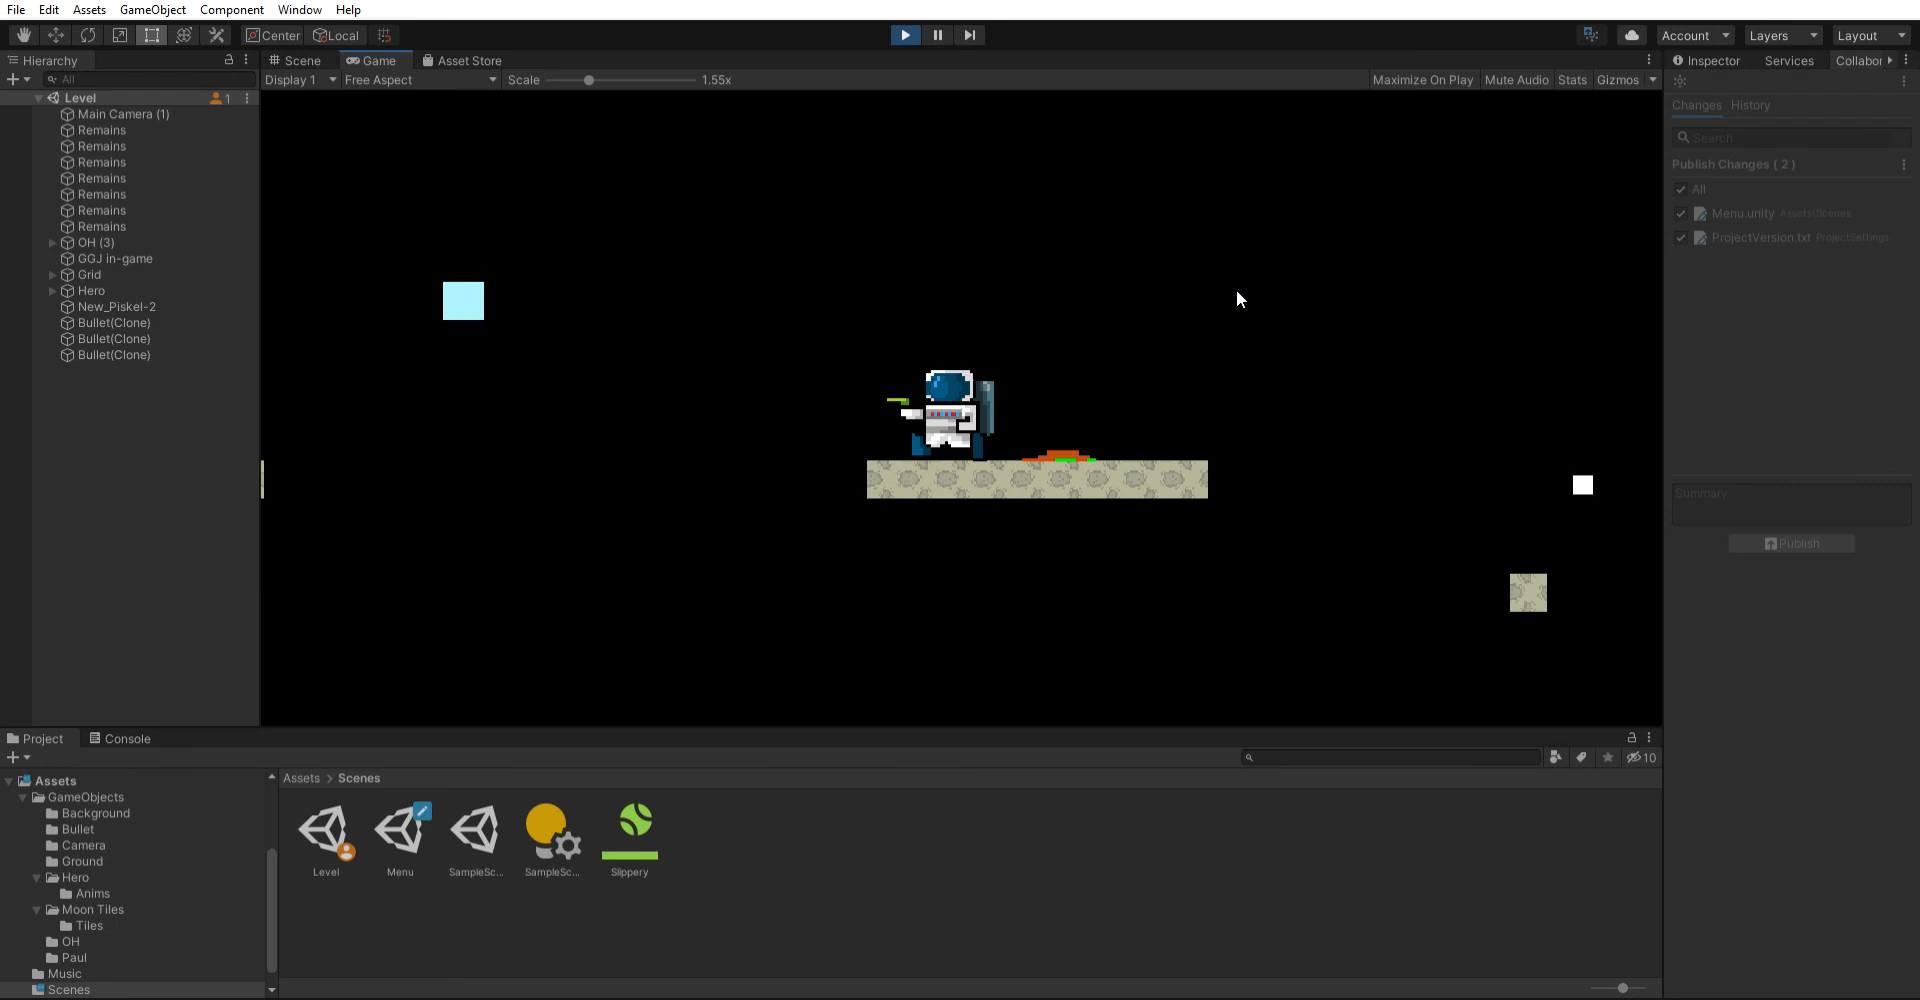 File Edit Assets GameObject Component Window Help
Center Local Account Layers Layout
Hierarchy Scene Game Asset Store Inspector Services Collabor
All Display 1 Free Aspect Scale 1.55x Maximize On Play Mute Audio Stats Gizmos
Level 1
Main Camera (1)
Remains
Remains
Remains
Remains
Remains
Remains
Remains
OH (3)
GGJ in-game
Grid
Hero
New_Piskel-2
Bullet(Clone)
Bullet(Clone)
Bullet(Clone)
Changes History
Search
Publish Changes ( 2 )
All
Menu.unity Assets\Scenes
ProjectVersion.txt ProjectSettings
Summary
Publish
Project Console
10
Assets
GameObjects
Background
Bullet
Camera
Ground
Hero
Anims
Moon Tiles
Tiles
OH
Paul
Music
Scenes
Assets > Scenes
Level Menu SampleSc... SampleSc... Slippery